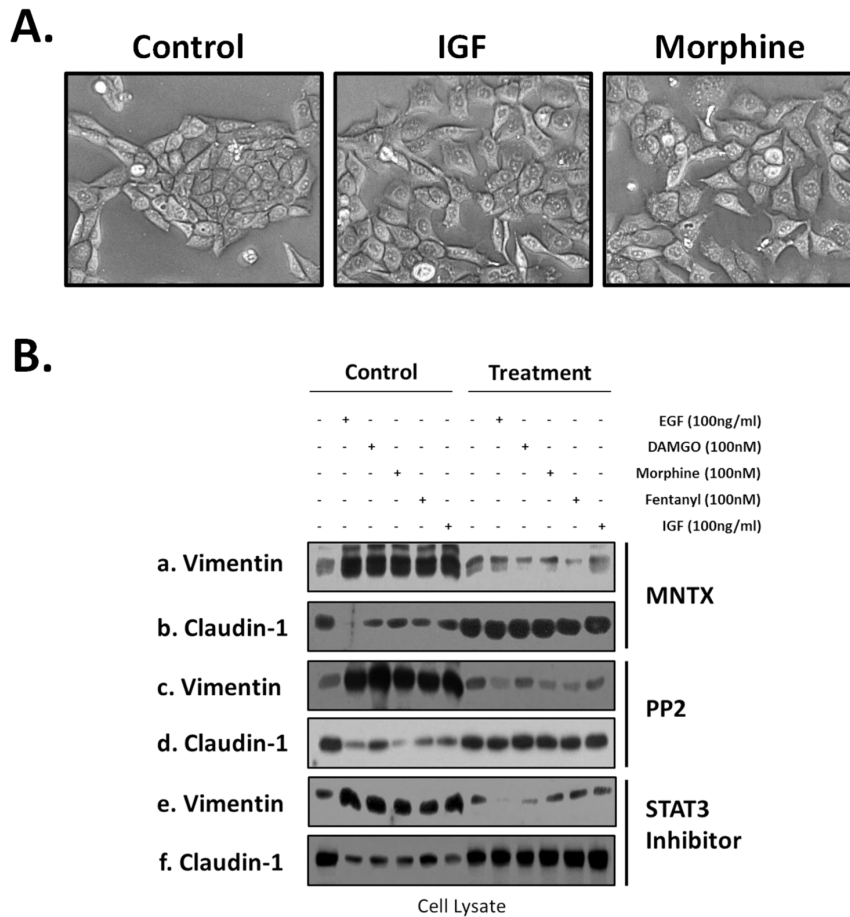 A.
Control IGF Morphine
B.
Control Treatment
- + - - - - - + - - - - EGF (100ng/ml)
- - + - - - - - + - - - DAMGO (100nM)
- - - + - - - - - + - - Morphine (100nM)
- - - - + - - - - - + - Fentanyl (100nM)
- - - - - + - - - - - + IGF (100ng/ml)
a. Vimentin
b. Claudin-1
MNTX
c. Vimentin
d. Claudin-1
PP2
e. Vimentin
f. Claudin-1
STAT3
Inhibitor
Cell Lysate